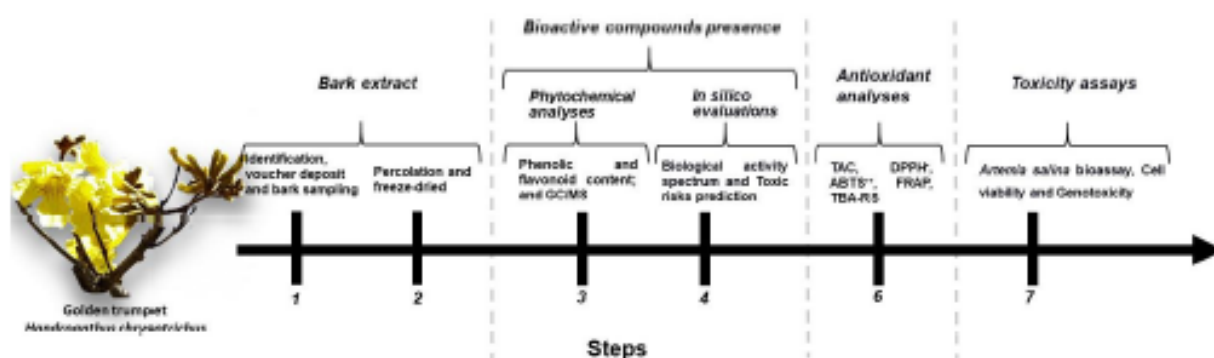 Bioactive compounds presence
Bark extract
Phytochemical
analyses
In silico
evaluations
Antioxidant
analyses
Toxicity assays
Identification,
voucher deposit
and bark sampling
Percolation and
freeze-dried
Phenolic and
flavonoid content;
and GC/MS
Biological activity
spectrum and Toxic
risks prediction
TAC, DPPH•,
ABTS•+, FRAP,
TBA-RS
Artemia salina bioassay, Cell
viability and Genotoxicity
1
2
3
4
6
7
Golden trumpet
Handroanthus chrysotrichus
Steps